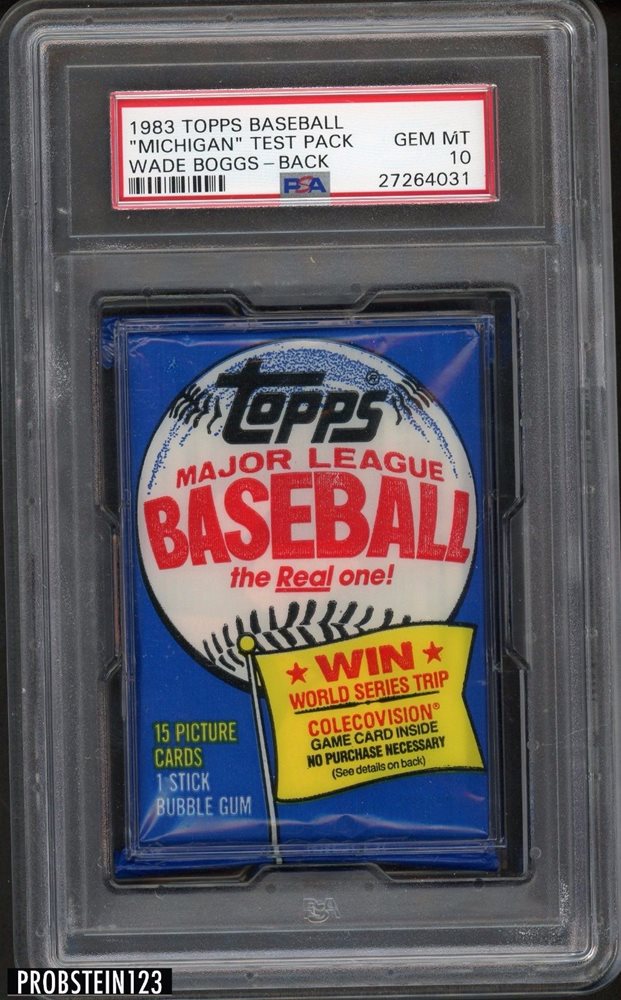 1983 TOPPS BASEBALL
"MICHIGAN" TEST PACK GEM MT
WADE BOGGS - BACK 10
PSA 27264031
topps®
MAJOR LEAGUE
BASEBALL
the Real one!
★ WIN ★
WORLD SERIES TRIP
COLECOVISION®
GAME CARD INSIDE
NO PURCHASE NECESSARY
(See details on back)
15 PICTURE
CARDS
1 STICK
BUBBLE GUM
PSA
PROBSTEIN123